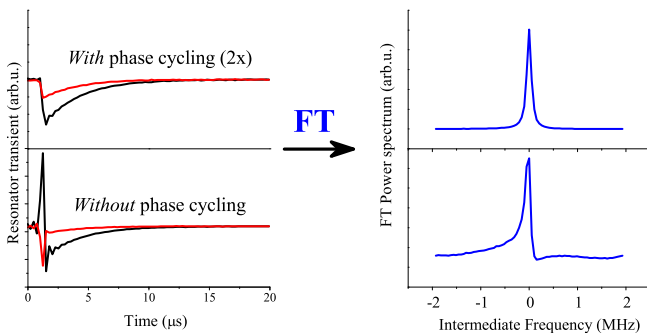 With phase cycling (2x)
Without phase cycling
Resonator transient (arb.u.)
0 5 10 15 20
Time (μs)
FT
FT Power spectrum (arb.u.)
-2 -1 0 1 2
Intermediate Frequency (MHz)